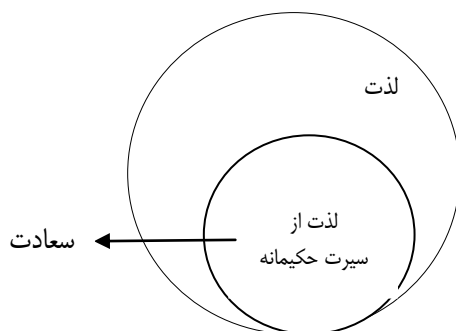 لذت
لذت از
سیرت حکیمانه
سعادت